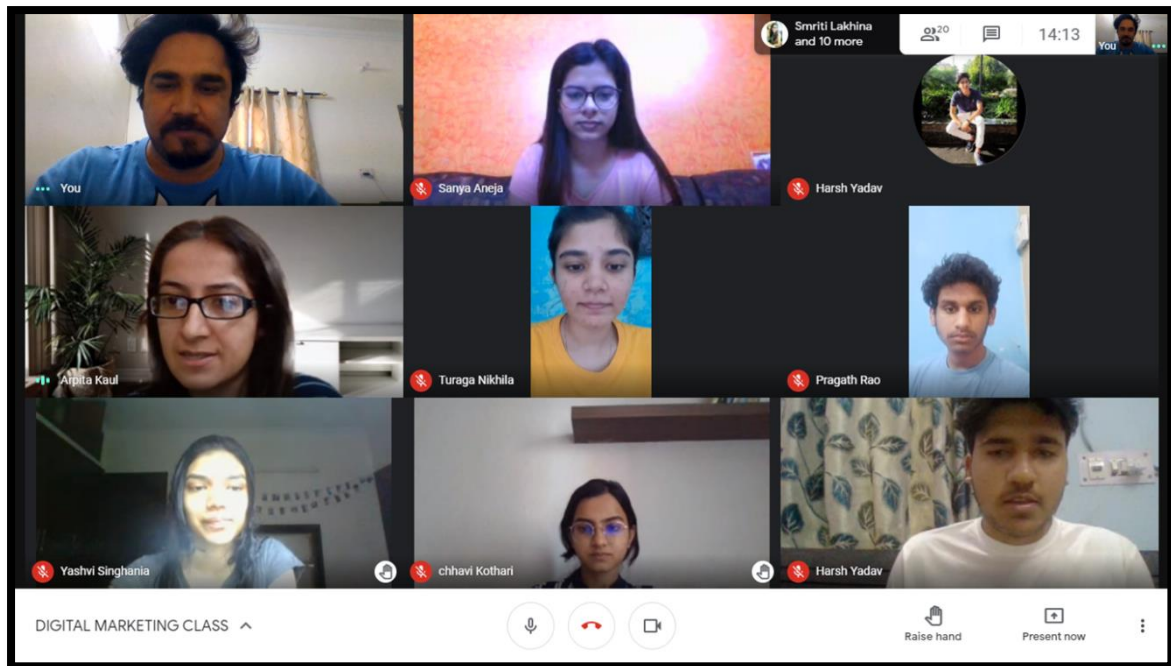 Smriti Lakhina
and 10 more
20
14:13
You
You
Sanya Aneja
Harsh Yadav
Arpita Kaul
Turaga Nikhila
Pragath Rao
Yashvi Singhania
chhavi Kothari
Harsh Yadav
DIGITAL MARKETING CLASS
Raise hand
Present now